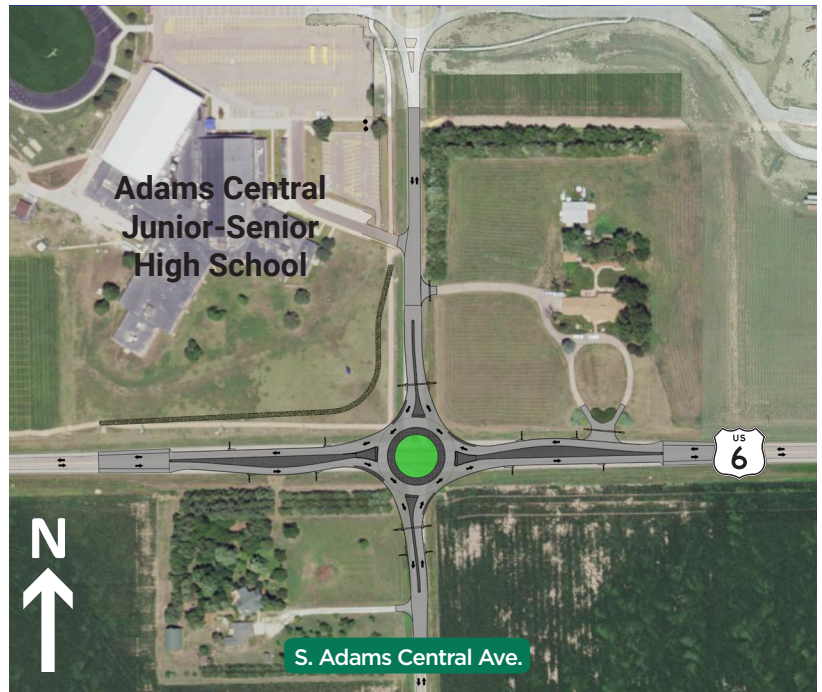 Adams Central
Junior-Senior
High School
US
6
N
S. Adams Central Ave.